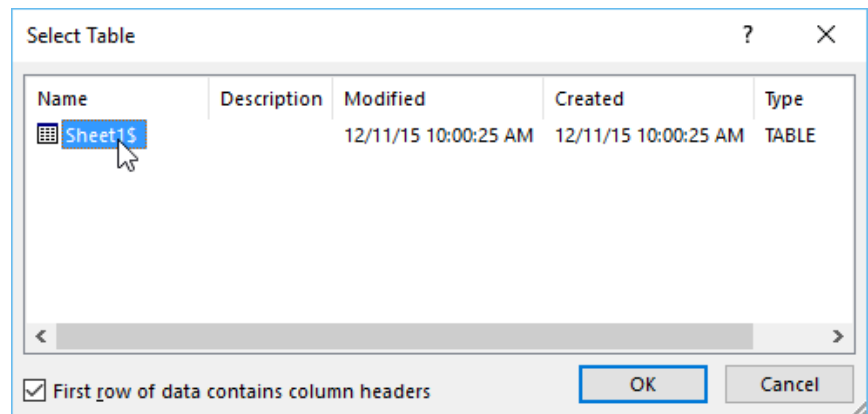 Select Table ?
Name Description Modified Created Type
Sheet1$ 12/11/15 10:00:25 AM 12/11/15 10:00:25 AM TABLE
First row of data contains column headers OK Cancel